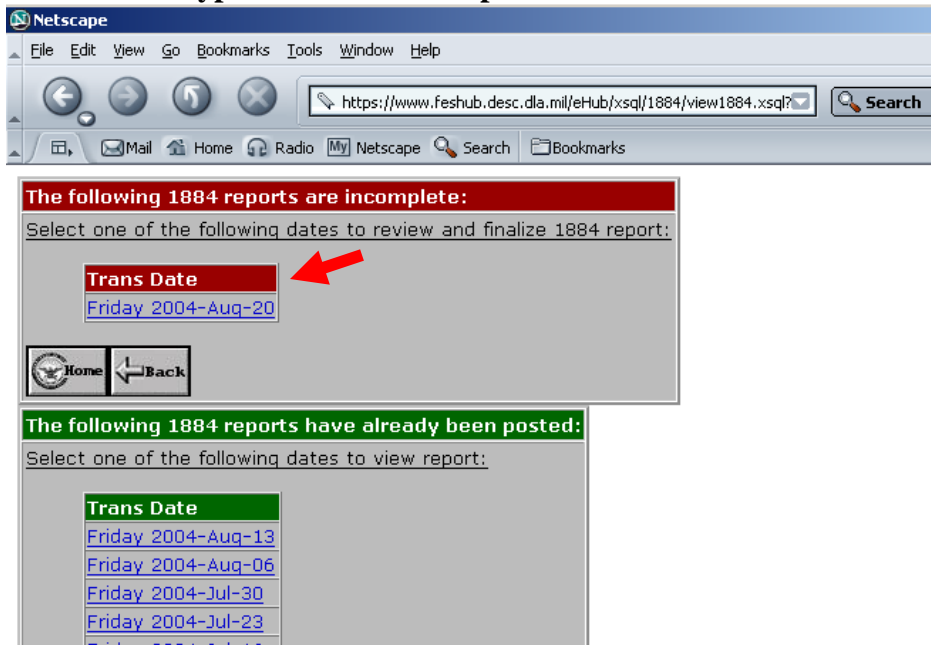 Netscape
File Edit View Go Bookmarks Tools Window Help
https://www.feshub.desc.dla.mil/eHub/xsql/1884/view1884.xsql? Search
Mail Home Radio My Netscape Search Bookmarks
The following 1884 reports are incomplete:
Select one of the following dates to review and finalize 1884 report:
Trans Date
Friday 2004-Aug-20
Home Back
The following 1884 reports have already been posted:
Select one of the following dates to view report:
Trans Date
Friday 2004-Aug-13
Friday 2004-Aug-06
Friday 2004-Jul-30
Friday 2004-Jul-23